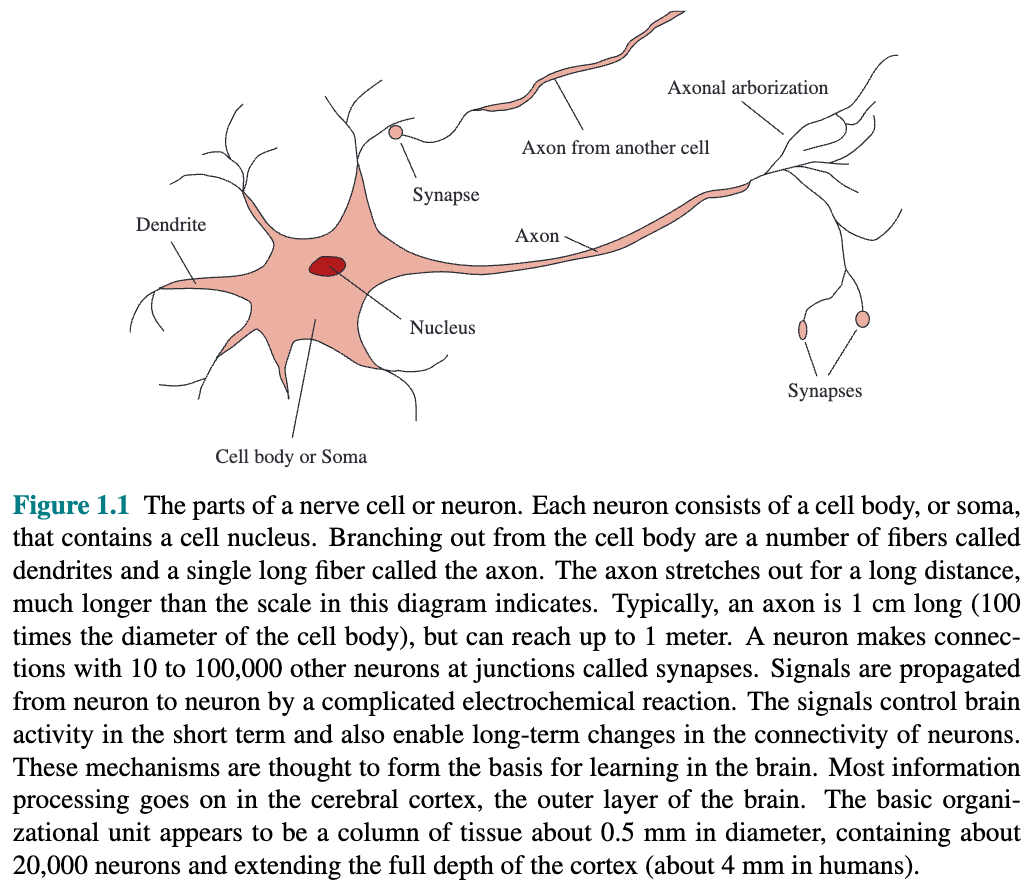 Axonal arborization
Axon from another cell
Synapse
Dendrite
Axon
Nucleus
Synapses
Cell body or Soma
Figure 1.1 The parts of a nerve cell or neuron. Each neuron consists of a cell body, or soma,
that contains a cell nucleus. Branching out from the cell body are a number of fibers called
dendrites and a single long fiber called the axon. The axon stretches out for a long distance,
much longer than the scale in this diagram indicates. Typically, an axon is 1 cm long (100
times the diameter of the cell body), but can reach up to 1 meter. A neuron makes connec-
tions with 10 to 100,000 other neurons at junctions called synapses. Signals are propagated
from neuron to neuron by a complicated electrochemical reaction. The signals control brain
activity in the short term and also enable long-term changes in the connectivity of neurons.
These mechanisms are thought to form the basis for learning in the brain. Most information
processing goes on in the cerebral cortex, the outer layer of the brain. The basic organi-
zational unit appears to be a column of tissue about 0.5 mm in diameter, containing about
20,000 neurons and extending the full depth of the cortex (about 4 mm in humans).